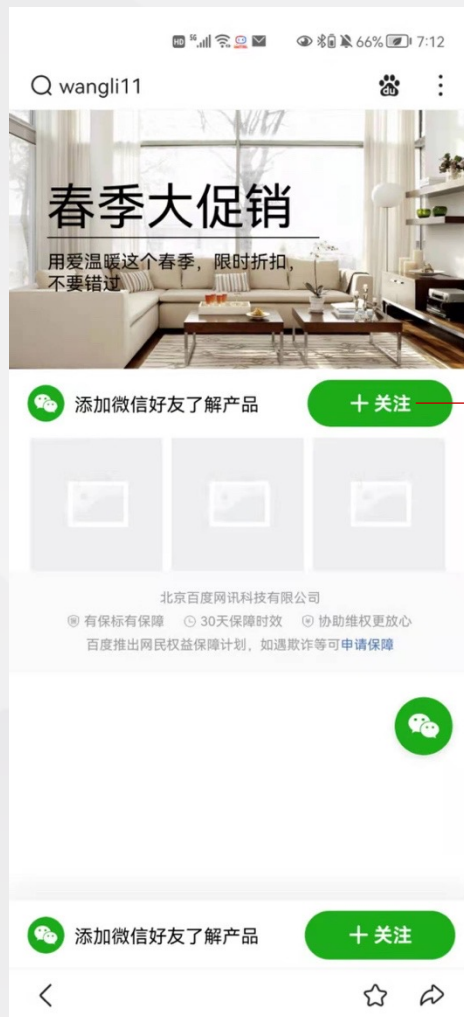 HD 5G 66% 7:12
wangli11 du
春季大促销
用爱温暖这个春季，限时折扣，
不要错过
添加微信好友了解产品 +关注
北京百度网讯科技有限公司
有保标有保障 30天保障时效 协助维权更放心
百度推出网民权益保障计划，如遇欺诈等可申请保障
添加微信好友了解产品 +关注